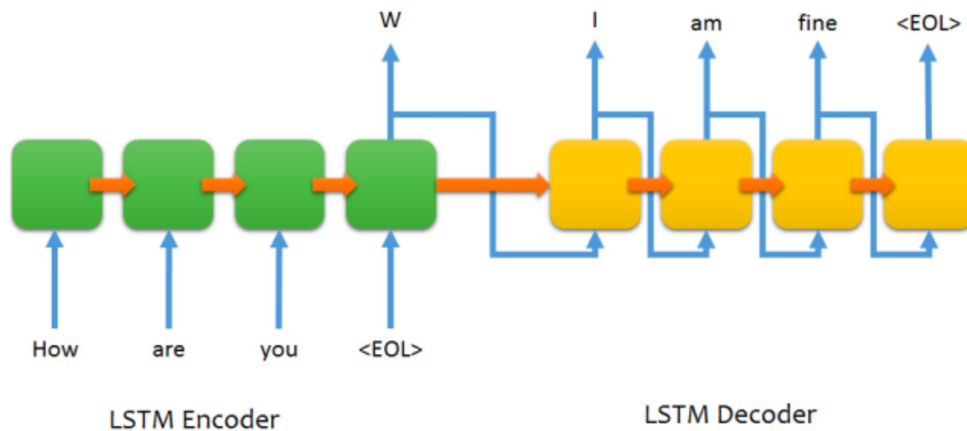 W I am fine <EOL>
How are you <EOL>
LSTM Encoder LSTM Decoder